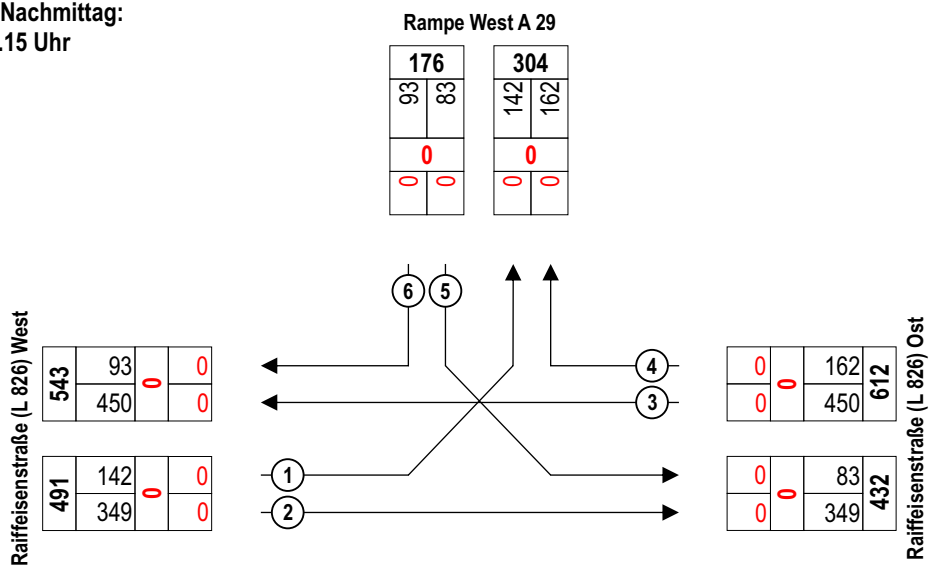 Nachmittag:
.15 Uhr
Rampe West A 29
176 304
93 83 142 162
0 0
0 0 0 0
6 5
Raiffeisenstraße (L 826) West
543 93 0 0
450 0
4
3
0 0 162 612
0 450
Raiffeisenstraße (L 826) Ost
491 142 0 0
349 0
1
2
0 0 83 432
0 349